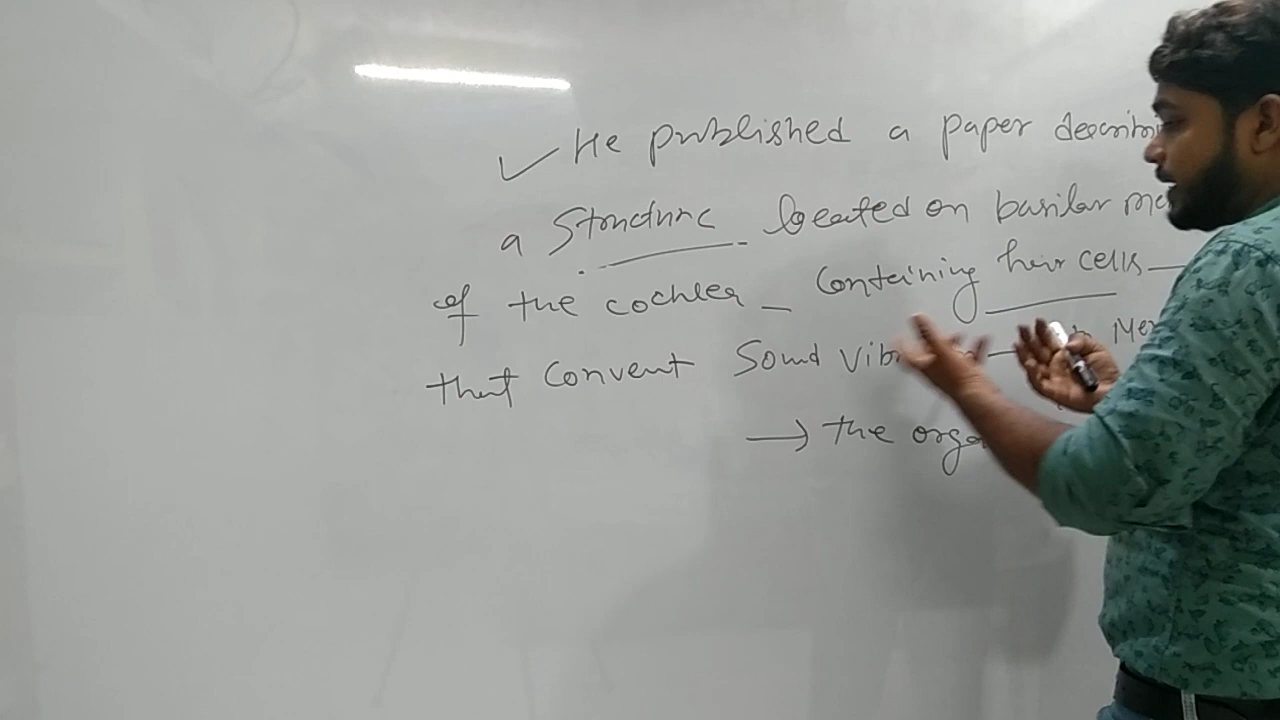 He published a paper
a Structure located on basilar
of the cochlea - containing hair cells -
that convert Sound
→ the